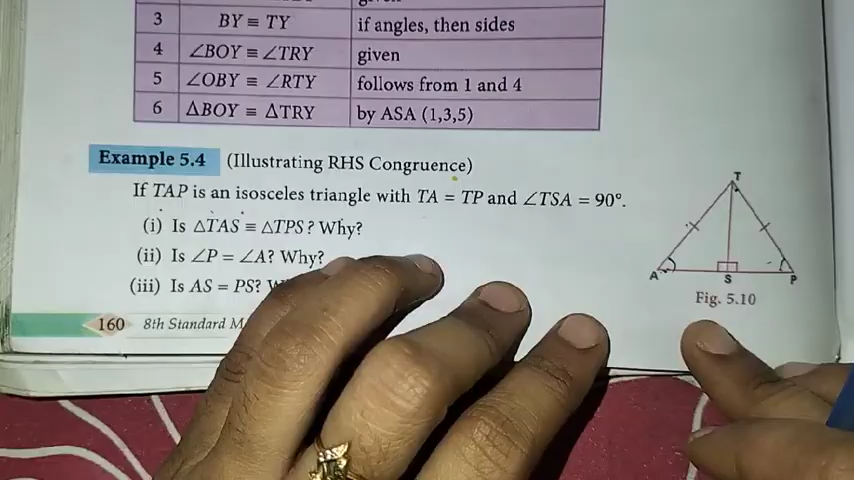 3 BY ≡ TY if angles, then sides
4 ∠BOY ≡ ∠TRY given
5 ∠OBY ≡ ∠RTY follows from 1 and 4
6 ΔBOY ≡ ΔTRY by ASA (1,3,5)
Example 5.4 (Illustrating RHS Congruence)
If TAP is an isosceles triangle with TA = TP and ∠TSA = 90°.
(i) Is ΔTAS ≡ ΔTPS? Why?
(ii) Is ∠P = ∠A? Why?
(iii) Is AS = PS?
T
A S P
Fig. 5.10
160 8th Standard